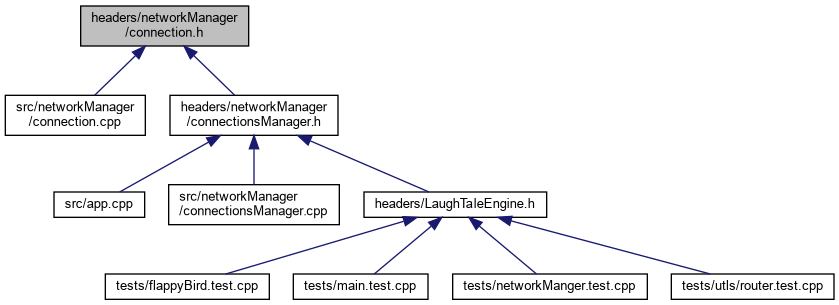 headers/networkManager
/connection.h
src/networkManager
/connection.cpp
headers/networkManager
/connectionsManager.h
src/app.cpp
src/networkManager
/connectionsManager.cpp
headers/LaughTaleEngine.h
tests/flappyBird.test.cpp
tests/main.test.cpp
tests/networkManger.test.cpp
tests/utls/router.test.cpp